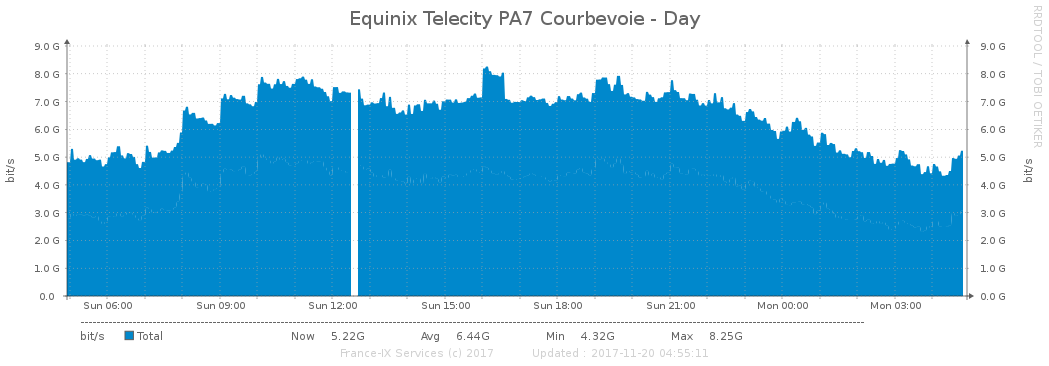 Equinix Telecity PA7 Courbevoie - Day
RRDTOOL / TOBI OETIKER
bit/s
9.0 G 9.0 G
8.0 G 8.0 G
7.0 G 7.0 G
6.0 G 6.0 G
5.0 G 5.0 G
4.0 G 4.0 G
3.0 G 3.0 G
2.0 G 2.0 G
1.0 G 1.0 G
0.0 0.0 G
bit/s
Sun 06:00 Sun 09:00 Sun 12:00 Sun 15:00 Sun 18:00 Sun 21:00 Mon 00:00 Mon 03:00
bit/s Total Now 5.22G Avg 6.44G Min 4.32G Max 8.25G
France-IX Services (c) 2017 Updated : 2017-11-20 04:55:11